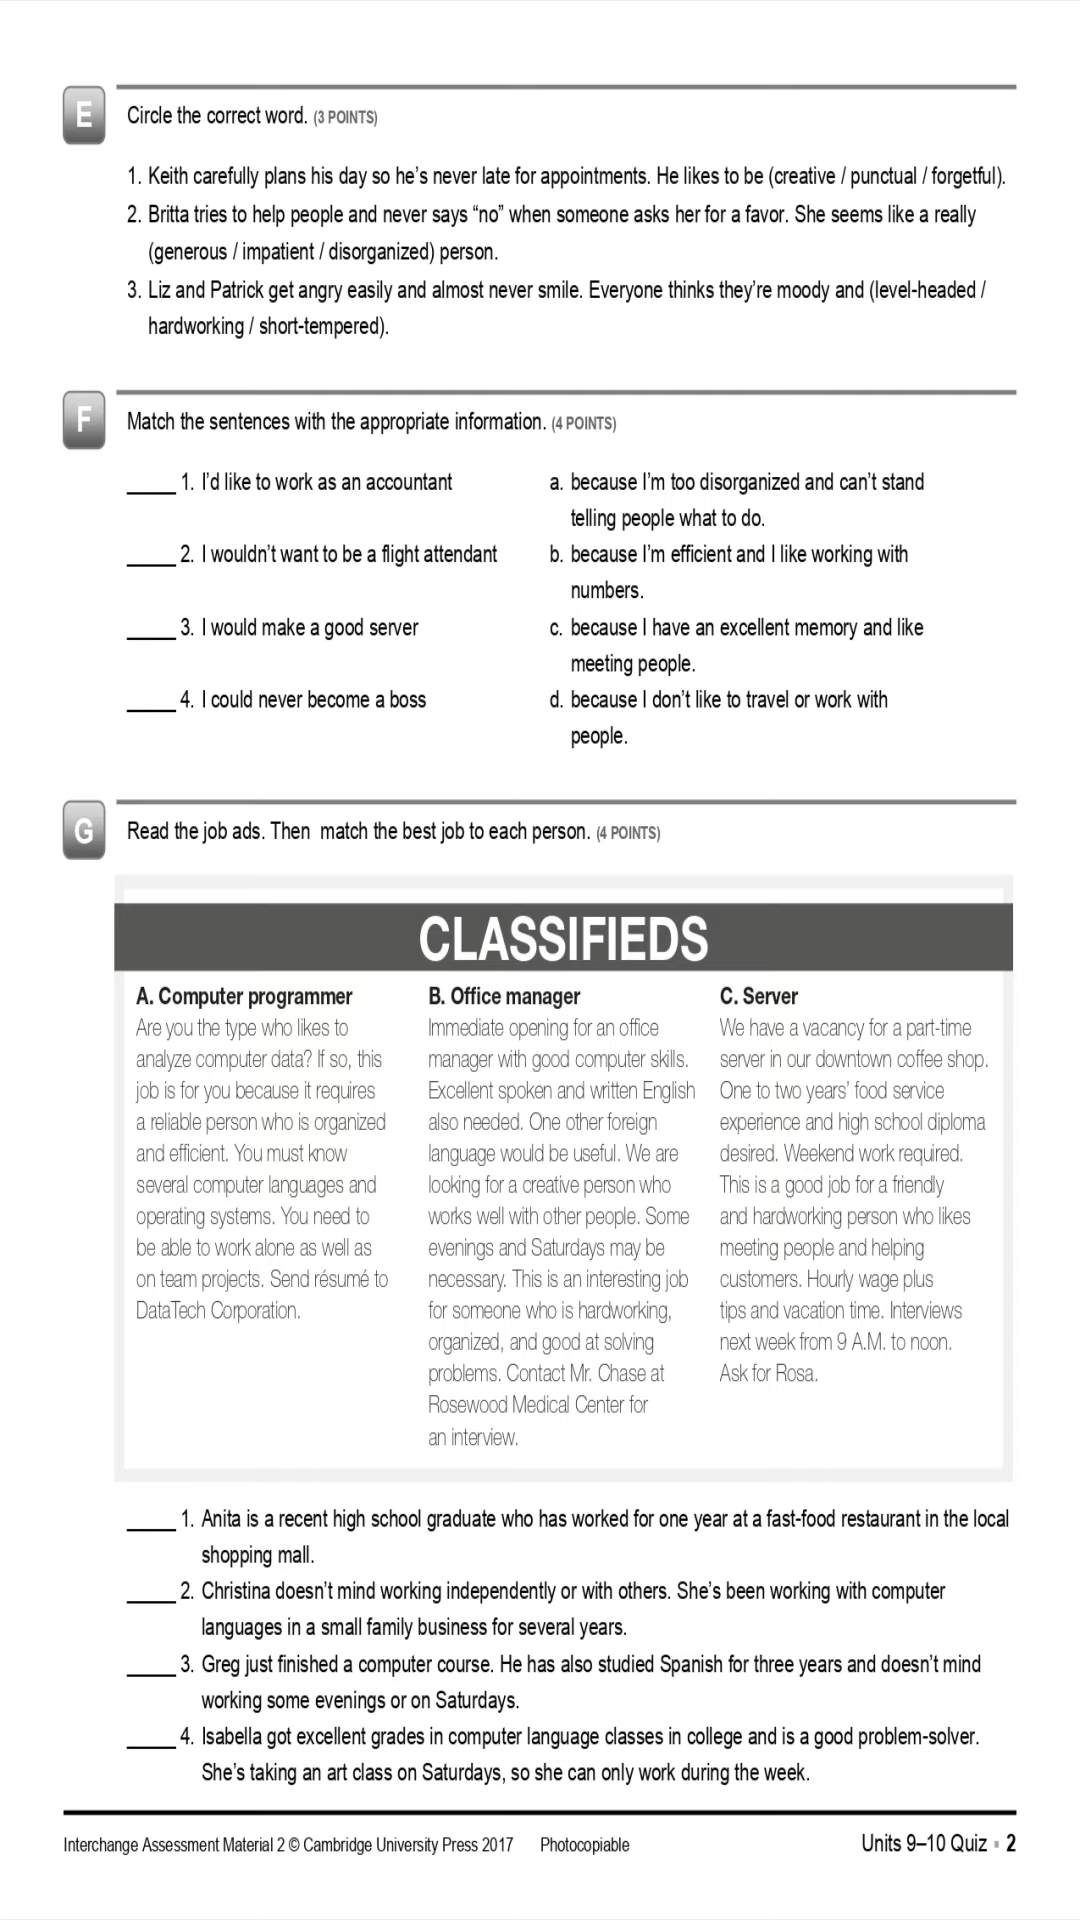 E
Circle the correct word. (3 POINTS)
1. Keith carefully plans his day so he’s never late for appointments. He likes to be (creative / punctual / forgetful).
2. Britta tries to help people and never says “no” when someone asks her for a favor. She seems like a really
(generous / impatient / disorganized) person.
3. Liz and Patrick get angry easily and almost never smile. Everyone thinks they’re moody and (level-headed /
hardworking / short-tempered).
F
Match the sentences with the appropriate information. (4 POINTS)
_____ 1. I’d like to work as an accountant
_____ 2. I wouldn’t want to be a flight attendant
_____ 3. I would make a good server
_____ 4. I could never become a boss
a. because I’m too disorganized and can’t stand
telling people what to do.
b. because I’m efficient and I like working with
numbers.
c. because I have an excellent memory and like
meeting people.
d. because I don’t like to travel or work with
people.
G
Read the job ads. Then match the best job to each person. (4 POINTS)
CLASSIFIEDS
A. Computer programmer
Are you the type who likes to
analyze computer data? If so, this
job is for you because it requires
a reliable person who is organized
and efficient. You must know
several computer languages and
operating systems. You need to
be able to work alone as well as
on team projects. Send résumé to
DataTech Corporation.
B. Office manager
Immediate opening for an office
manager with good computer skills.
Excellent spoken and written English
also needed. One other foreign
language would be useful. We are
looking for a creative person who
works well with other people. Some
evenings and Saturdays may be
necessary. This is an interesting job
for someone who is hardworking,
organized, and good at solving
problems. Contact Mr. Chase at
Rosewood Medical Center for
an interview.
C. Server
We have a vacancy for a part-time
server in our downtown coffee shop.
One to two years’ food service
experience and high school diploma
desired. Weekend work required.
This is a good job for a friendly
and hardworking person who likes
meeting people and helping
customers. Hourly wage plus
tips and vacation time. Interviews
next week from 9 A.M. to noon.
Ask for Rosa.
_____ 1. Anita is a recent high school graduate who has worked for one year at a fast-food restaurant in the local
shopping mall.
_____ 2. Christina doesn’t mind working independently or with others. She’s been working with computer
languages in a small family business for several years.
_____ 3. Greg just finished a computer course. He has also studied Spanish for three years and doesn’t mind
working some evenings or on Saturdays.
_____ 4. Isabella got excellent grades in computer language classes in college and is a good problem-solver.
She’s taking an art class on Saturdays, so she can only work during the week.
Interchange Assessment Material 2 © Cambridge University Press 2017 Photocopiable
Units 9–10 Quiz ▪ 2